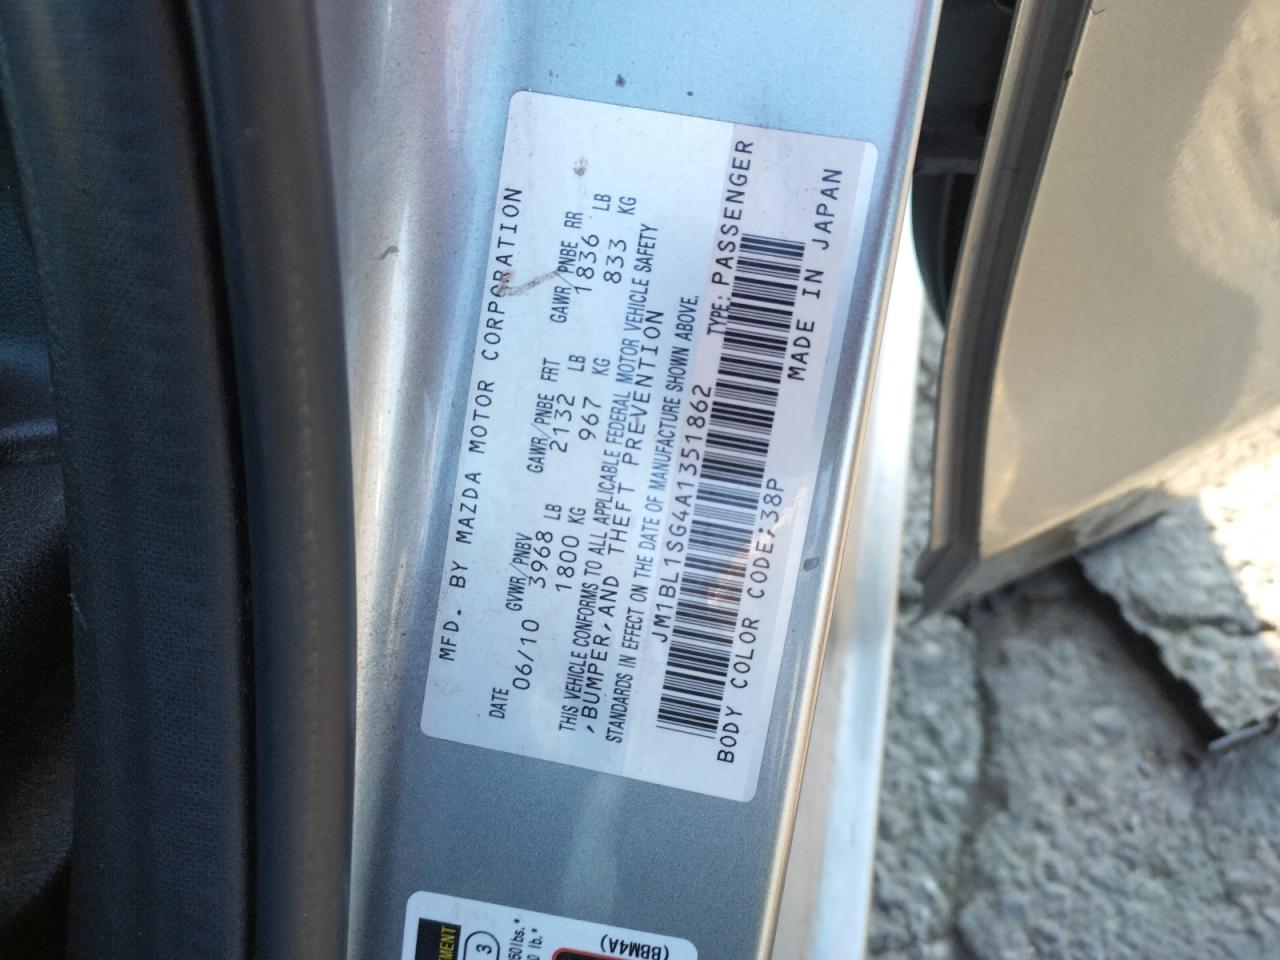 MFD. BY MAZDA MOTOR CORPORATION
DATE GVWR/PNBV GAWR/PNBE FRT GAWR/PNBE RR
06/10 3968 LB 2132 LB 1836 LB
1800 KG 967 KG 833 KG
THIS VEHICLE CONFORMS TO ALL APPLICABLE FEDERAL MOTOR VEHICLE SAFETY
,BUMPER,AND THEFT PREVENTION
STANDARDS IN EFFECT ON THE DATE OF MANUFACTURE SHOWN ABOVE.
JM1BL1SG4A1351862 TYPE: PASSENGER
BODY COLOR CODE;38P MADE IN JAPAN
3
(BBM4A)